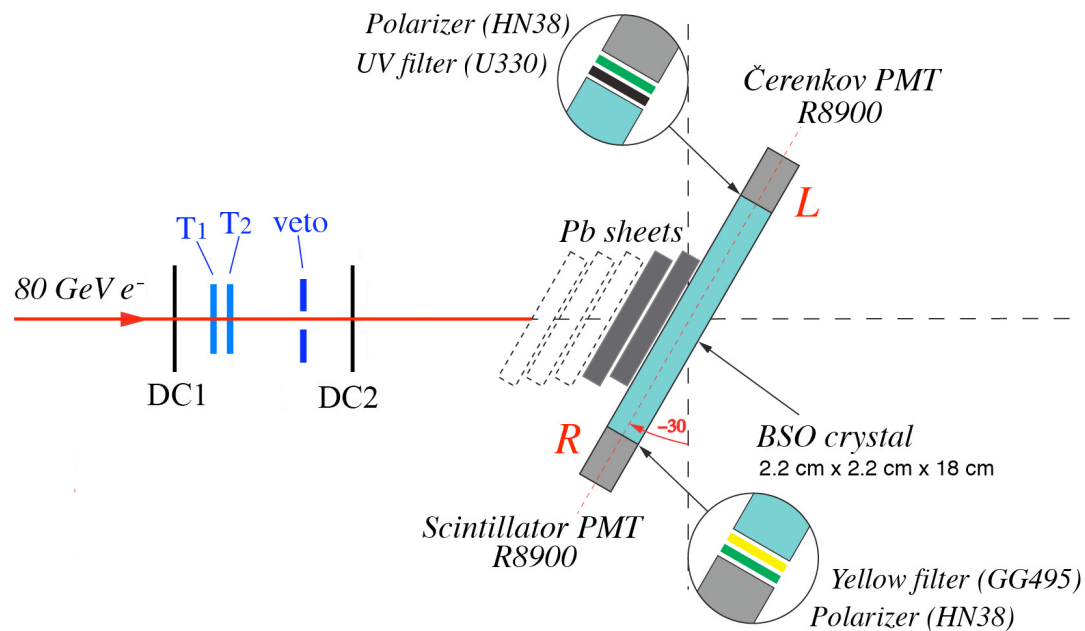 Polarizer (HN38)
UV filter (U330)
Čerenkov PMT
R8900
T1
T2
veto
Pb sheets
L
80 GeV e-
DC1
DC2
R
–30
BSO crystal
2.2 cm x 2.2 cm x 18 cm
Scintillator PMT
R8900
Yellow filter (GG495)
Polarizer (HN38)